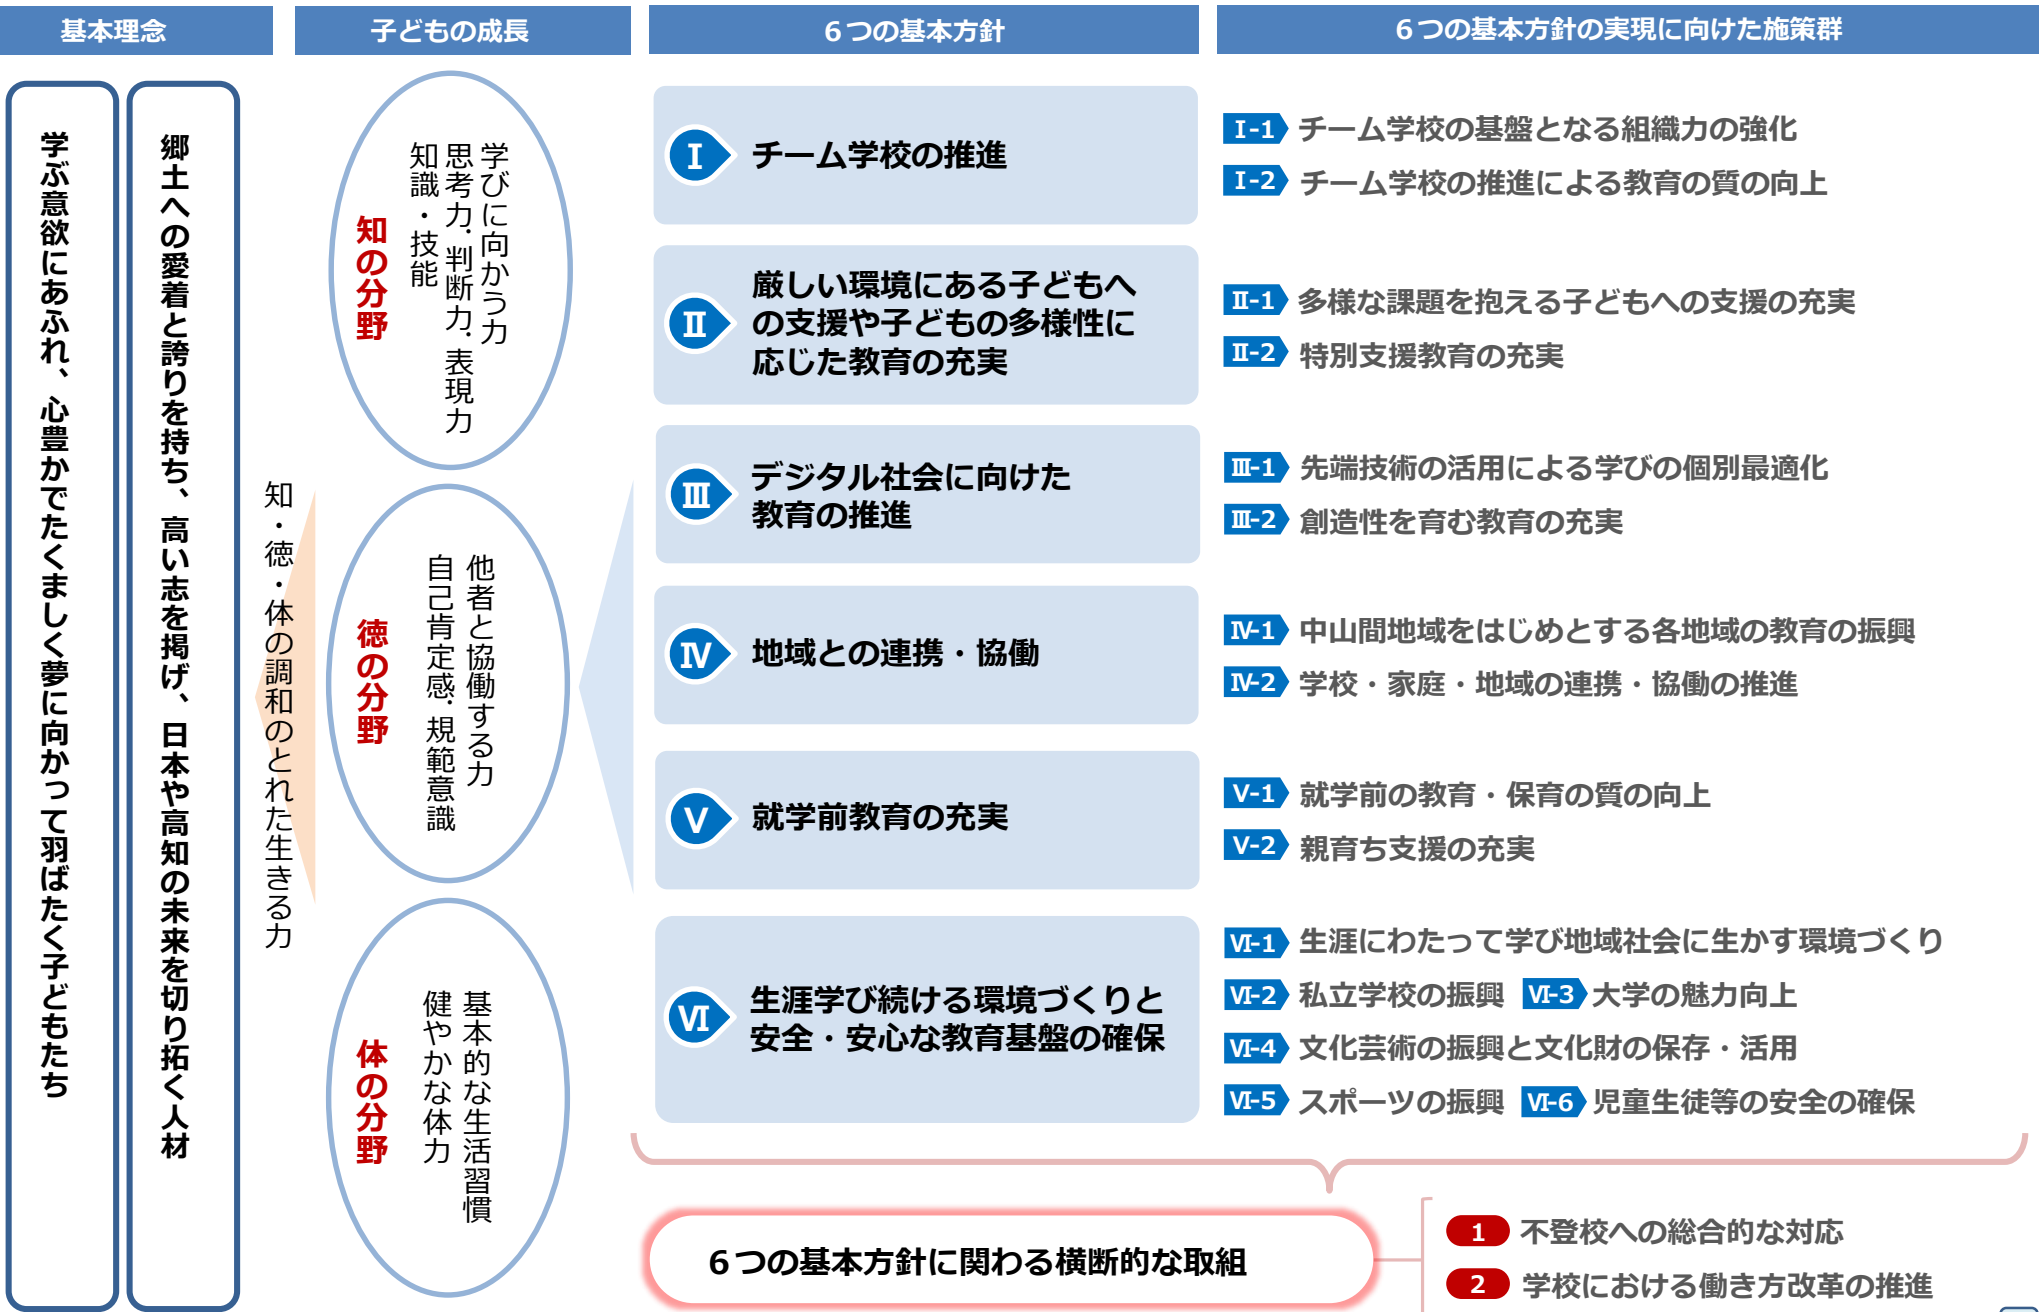 基本理念
子どもの成長
６つの基本方針
６つの基本方針の実現に向けた施策群
学ぶ意欲にあふれ、心豊かでたくましく夢に向かって羽ばたく子どもたち
郷土への愛着と誇りを持ち、高い志を掲げ、日本や高知の未来を切り拓く人材
知・徳・体の調和のとれた生きる力
知の分野
学びに向かう力
思考力．判断力．表現力
知識・技能
徳の分野
他者と協働する力
自己肯定感．規範意識
体の分野
基本的な生活習慣
健やかな体力
Ⅰ チーム学校の推進
Ⅰ-1 チーム学校の基盤となる組織力の強化
Ⅰ-2 チーム学校の推進による教育の質の向上
Ⅱ 厳しい環境にある子どもへ
の支援や子どもの多様性に
応じた教育の充実
Ⅱ-1 多様な課題を抱える子どもへの支援の充実
Ⅱ-2 特別支援教育の充実
Ⅲ デジタル社会に向けた
教育の推進
Ⅲ-1 先端技術の活用による学びの個別最適化
Ⅲ-2 創造性を育む教育の充実
Ⅳ 地域との連携・協働
Ⅳ-1 中山間地域をはじめとする各地域の教育の振興
Ⅳ-2 学校・家庭・地域の連携・協働の推進
Ⅴ 就学前教育の充実
Ⅴ-1 就学前の教育・保育の質の向上
Ⅴ-2 親育ち支援の充実
Ⅵ 生涯学び続ける環境づくりと
安全・安心な教育基盤の確保
Ⅵ-1 生涯にわたって学び地域社会に生かす環境づくり
Ⅵ-2 私立学校の振興 Ⅵ-3 大学の魅力向上
Ⅵ-4 文化芸術の振興と文化財の保存・活用
Ⅵ-5 スポーツの振興 Ⅵ-6 児童生徒等の安全の確保
６つの基本方針に関わる横断的な取組
1 不登校への総合的な対応
2 学校における働き方改革の推進